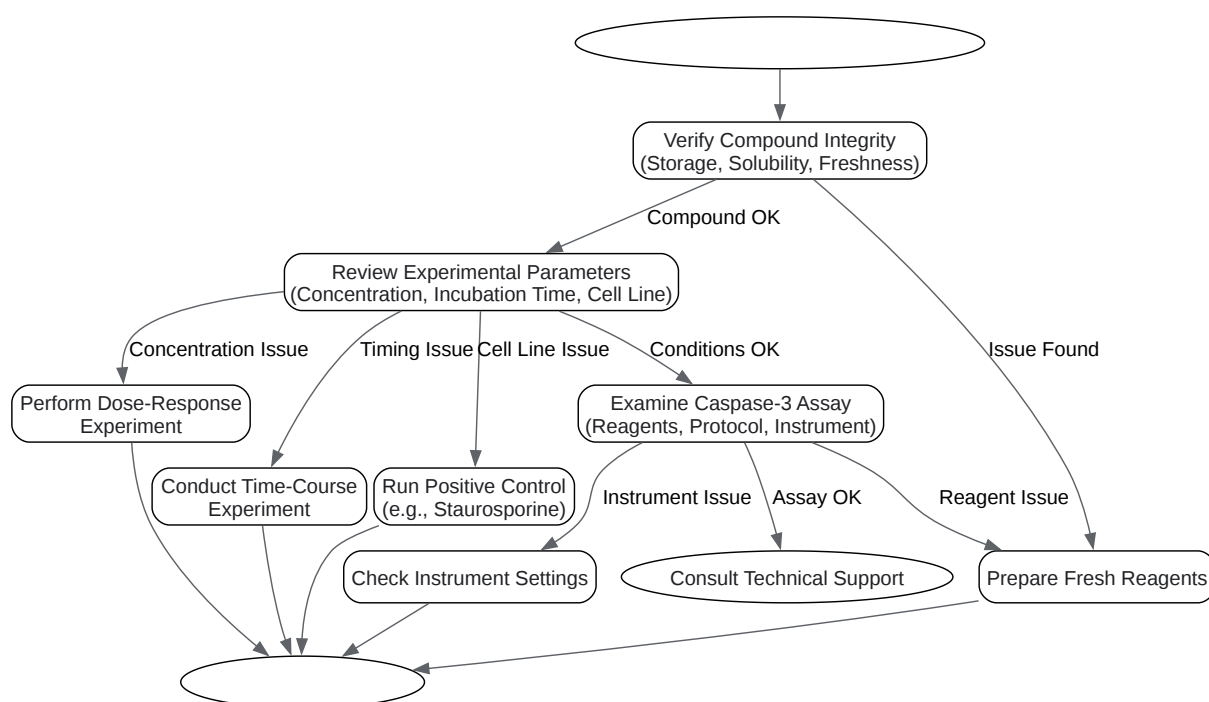 Verify Compound Integrity
(Storage, Solubility, Freshness)
Compound OK
Review Experimental Parameters
(Concentration, Incubation Time, Cell Line)
Concentration Issue
Timing Issue
Cell Line Issue
Conditions OK
Issue Found
Perform Dose-Response
Experiment
Examine Caspase-3 Assay
(Reagents, Protocol, Instrument)
Conduct Time-Course
Experiment
Run Positive Control
(e.g., Staurosporine)
Instrument Issue
Assay OK
Reagent Issue
Check Instrument Settings
Consult Technical Support
Prepare Fresh Reagents